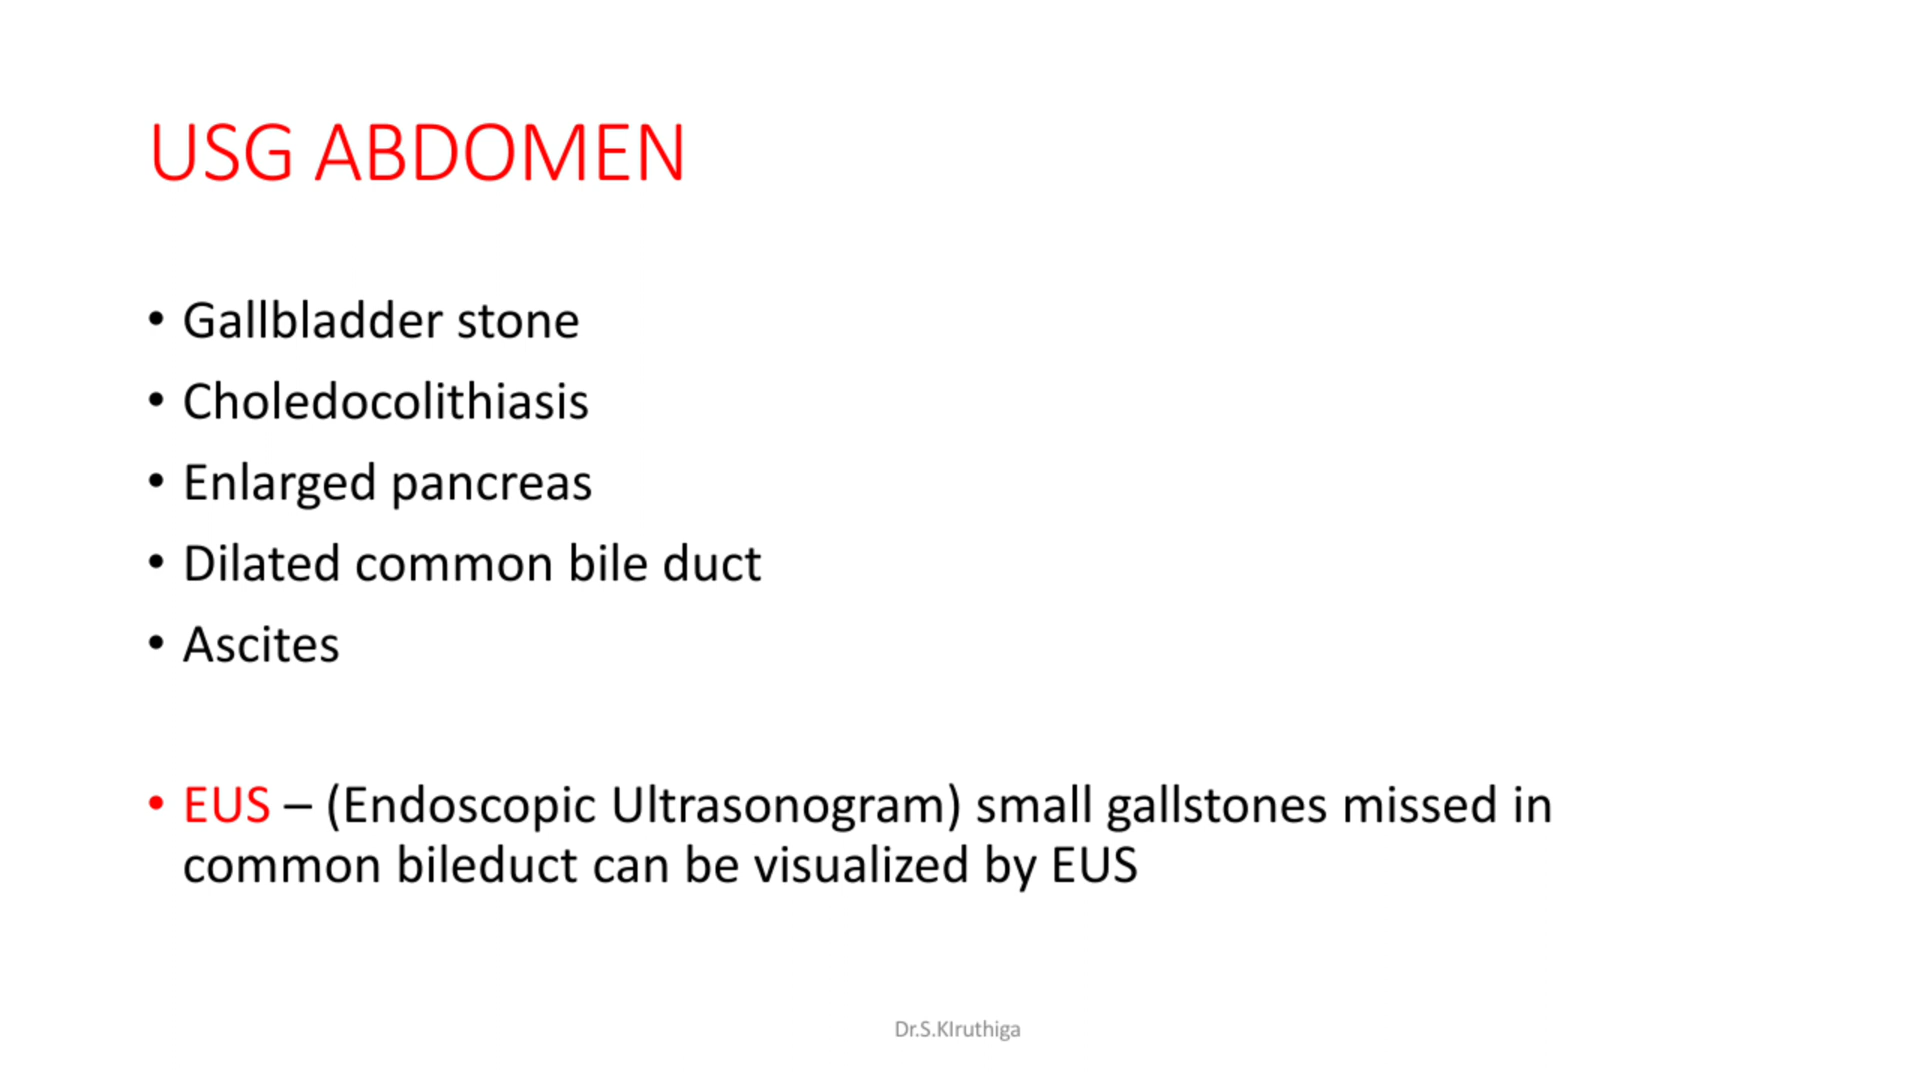 USG ABDOMEN
• Gallbladder stone
• Choledocolithiasis
• Enlarged pancreas
• Dilated common bile duct
• Ascites
• EUS – (Endoscopic Ultrasonogram) small gallstones missed in
common bileduct can be visualized by EUS
Dr.S.KIruthiga